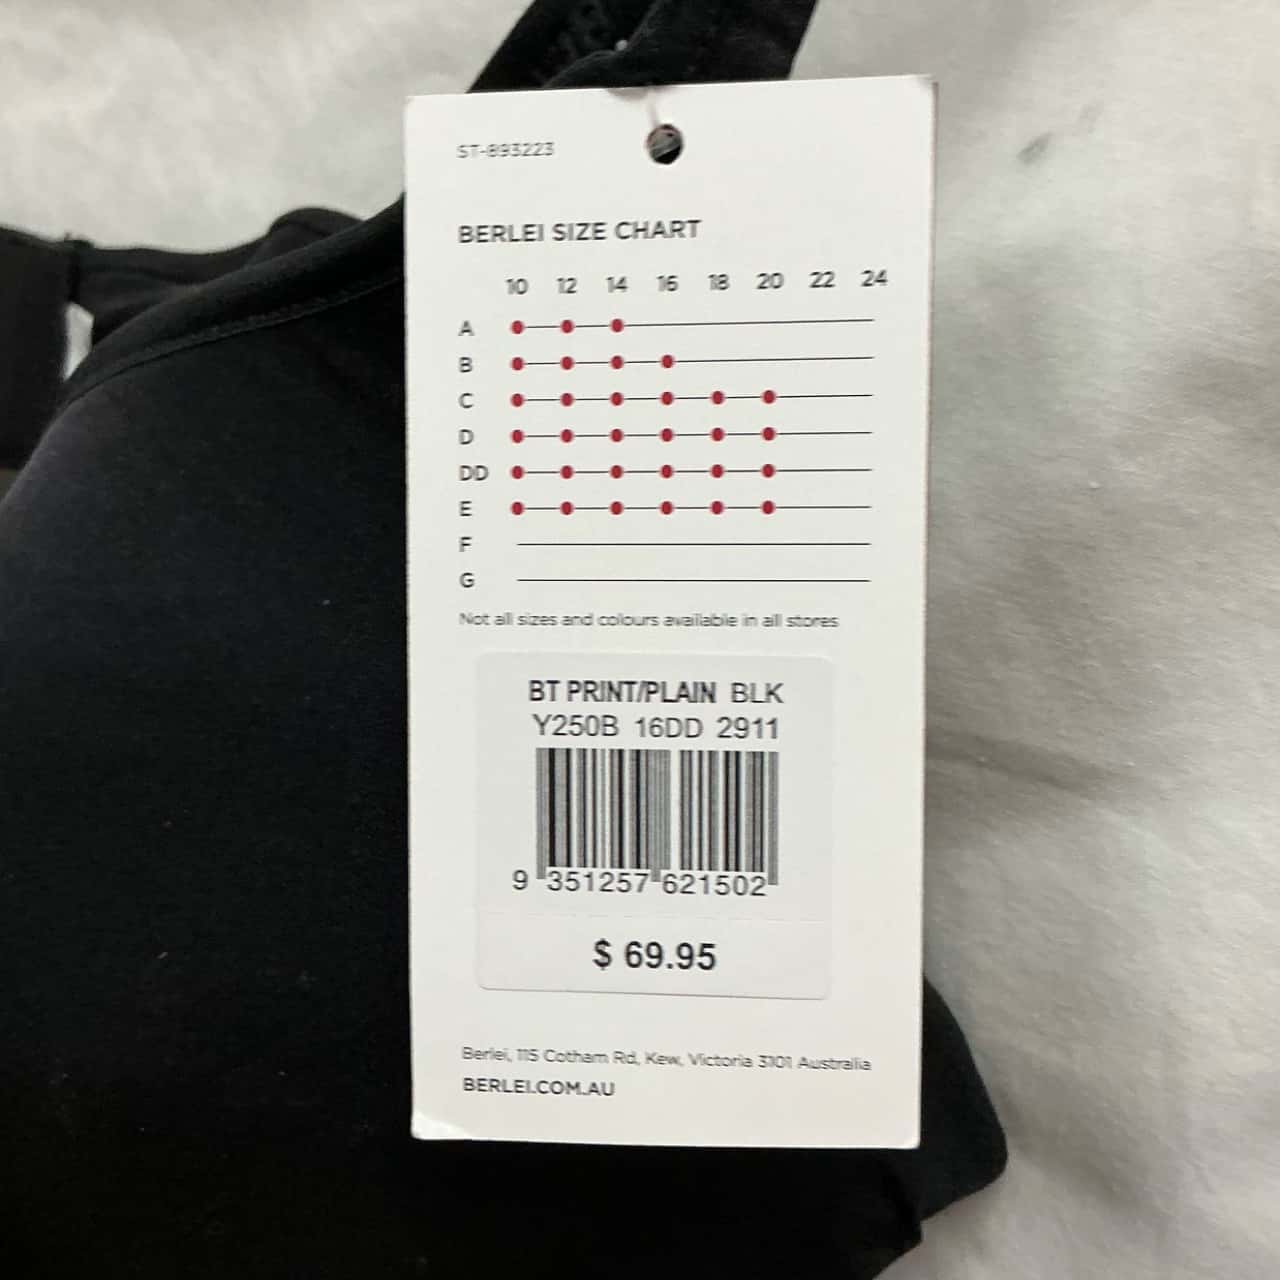 ST-893223
BERLEI SIZE CHART
10 12 14 16 18 20 22 24
A
B
C
D
DD
E
F
G
Not all sizes and colours available in all stores
BT PRINT/PLAIN BLK
Y250B 16DD 2911
9 351257 621502
$ 69.95
Berlei, 115 Cotham Rd, Kew, Victoria 3101 Australia
BERLEI.COM.AU